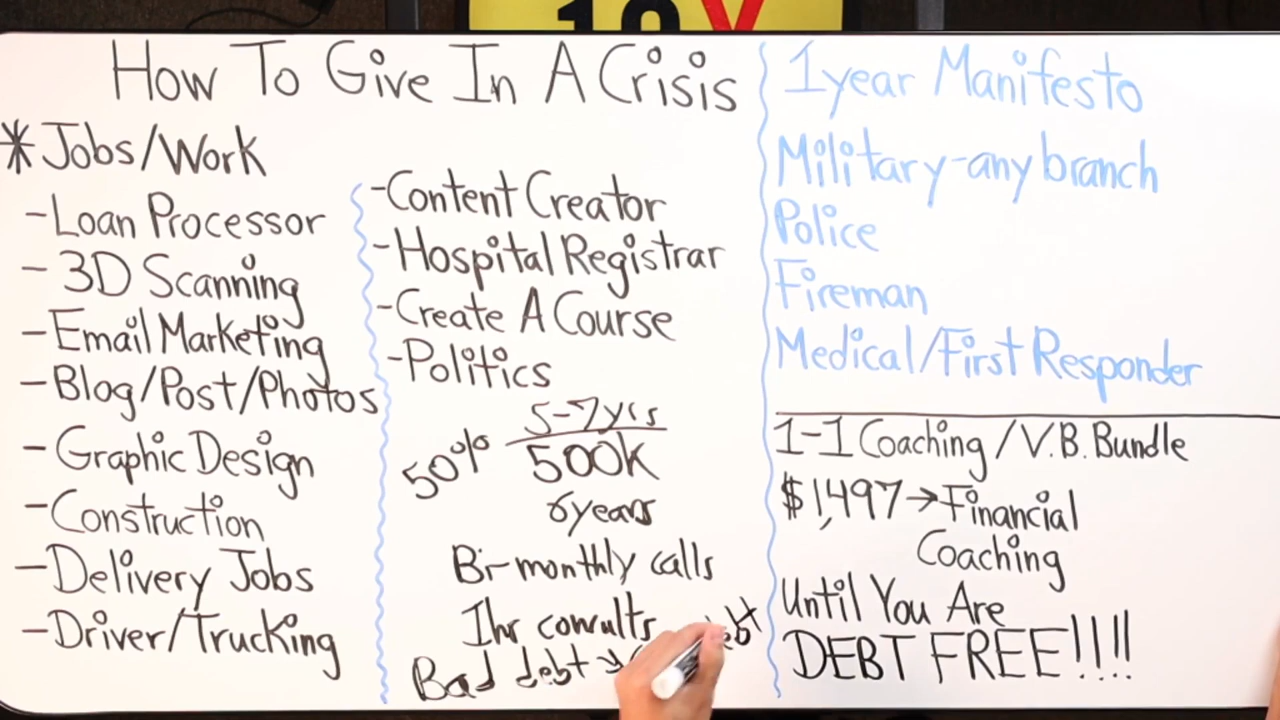 10 X
How To Give In A Crisis
* Jobs/Work
- Loan Processor
- 3D Scanning
- Email Marketing
- Blog/Post/Photos
- Graphic Design
- Construction
- Delivery Jobs
- Driver/Trucking
- Content Creator
- Hospital Registrar
- Create A Course
- Politics
5-7yrs
50% 500K
6years
Bi-monthly calls
1hr consults
Bad debt →
1year Manifesto
Military-any branch
Police
Fireman
Medical/First Responder
1-1 Coaching/V.B. Bundle
$1,497→Financial
Coaching
Until You Are
DEBT FREE!!!!